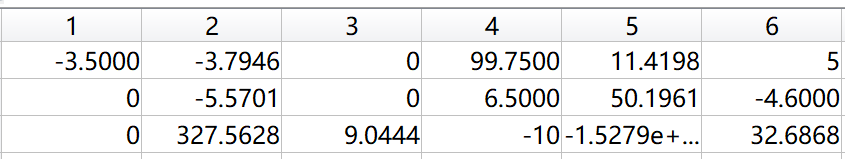 1 2 3 4 5 6
-3.5000 -3.7946 0 99.7500 11.4198 5
0 -5.5701 0 6.5000 50.1961 -4.6000
0 327.5628 9.0444 -10 -1.5279e+... 32.6868